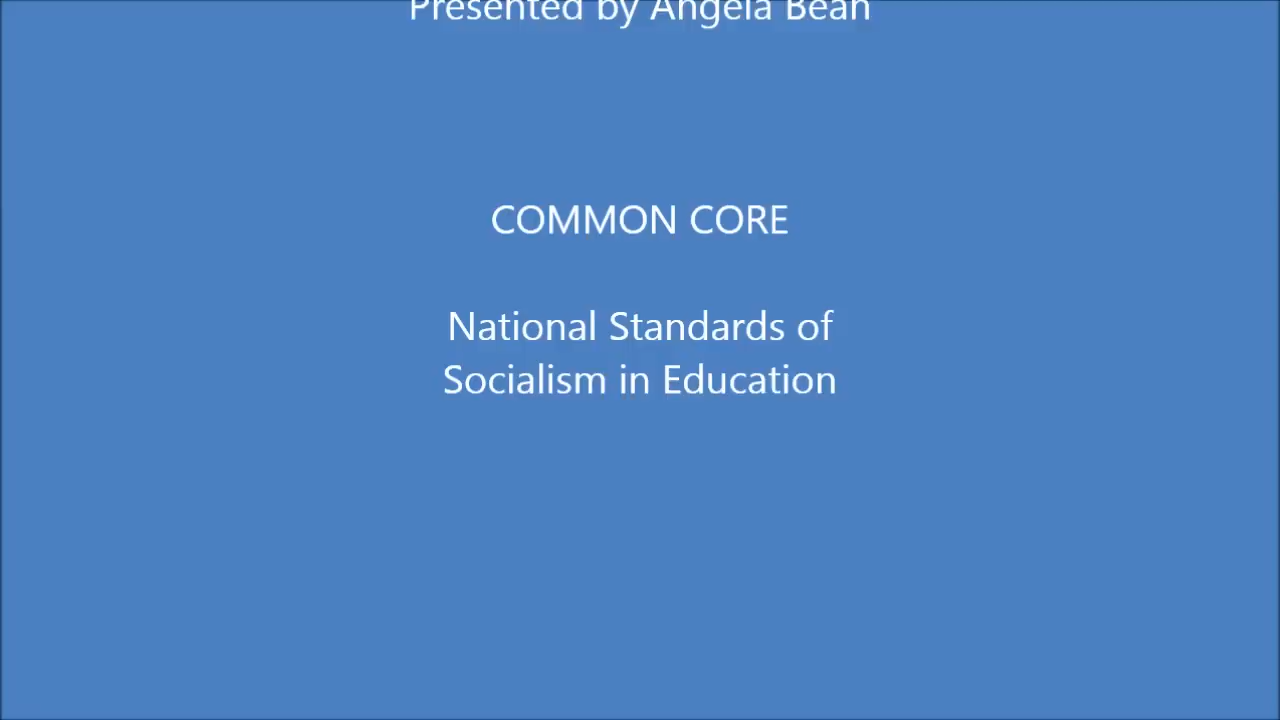 Presented by Angela Bean
COMMON CORE
National Standards of
Socialism in Education